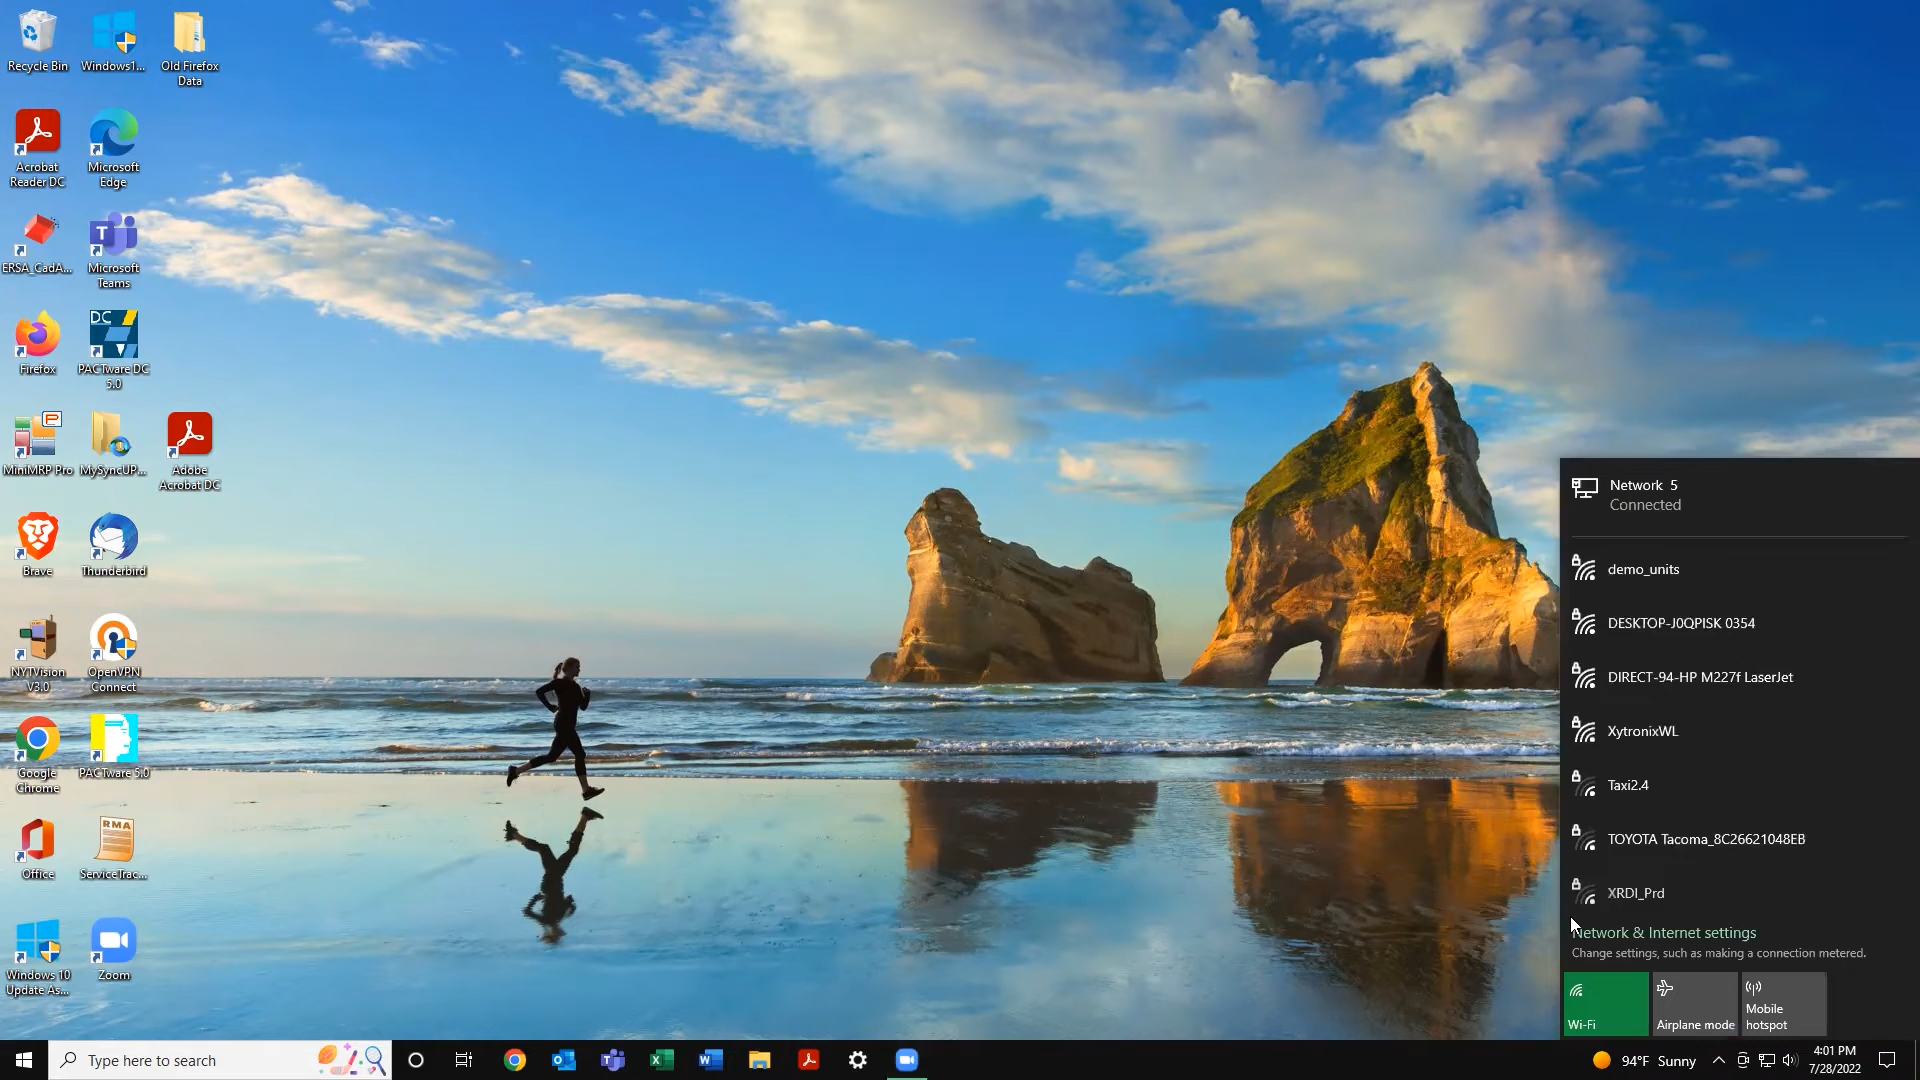 Recycle Bin
Windows1...
Old Firefox
Data
Acrobat
Reader DC
Microsoft
Edge
ERSA_CadA...
T
Microsoft
Teams
Firefox
DC
PACTware DC
5.0
MiniMRP Pro
MySyncUP...
Adobe
Acrobat DC
Brave
Thunderbird
NYTVision
V3.0
OpenVPN
Connect
Google
Chrome
PACTware 5.0
Office
RMA
ServiceTrac...
Windows 10
Update As...
Zoom
Network 5
Connected
demo_units
DESKTOP-J0QPISK 0354
DIRECT-94-HP M227f LaserJet
XytronixWL
Taxi2.4
TOYOTA Tacoma_8C26621048EB
XRDI_Prd
Network & Internet settings
Change settings, such as making a connection metered.
Wi-Fi
Airplane mode
Mobile
hotspot
Type here to search
94°F Sunny
4:01 PM
7/28/2022